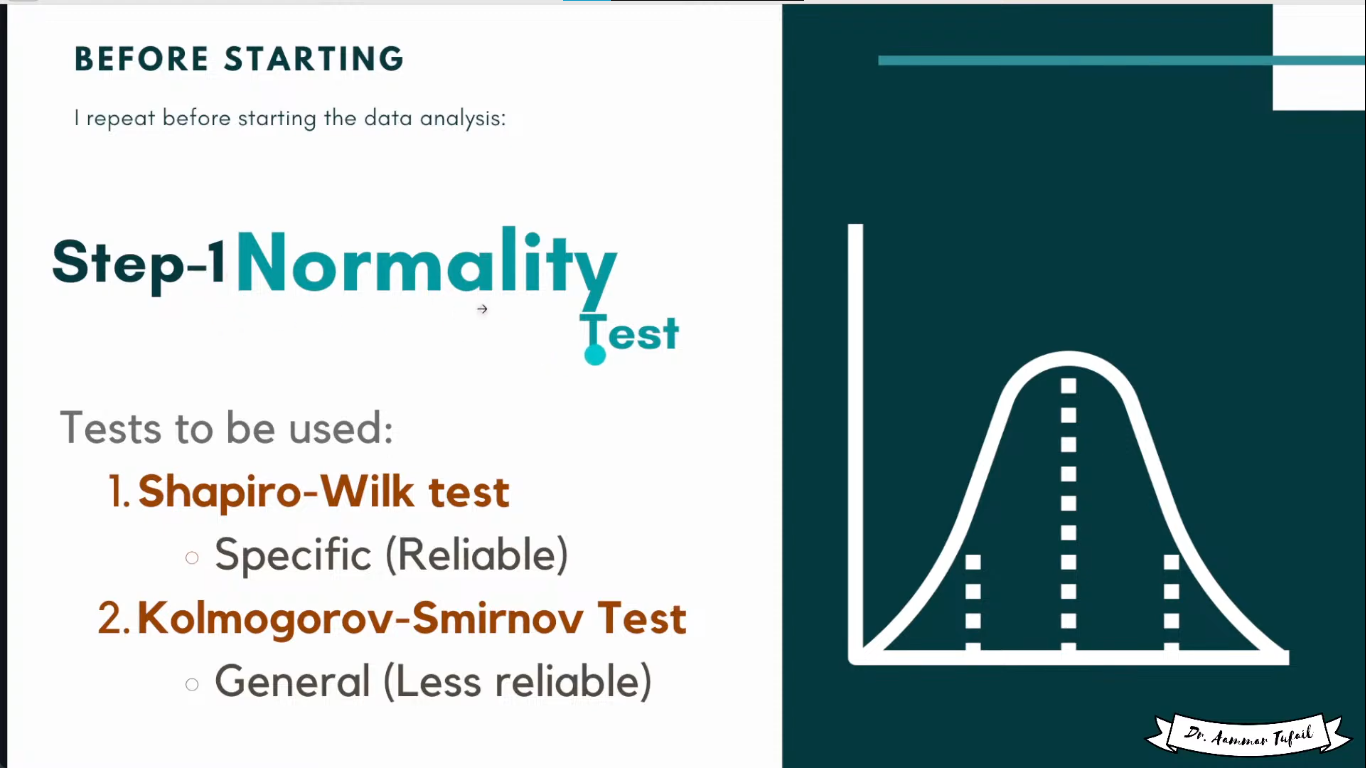 BEFORE STARTING
I repeat before starting the data analysis:
Step-1 Normality
Test
Tests to be used:
1. Shapiro-Wilk test
Specific (Reliable)
2. Kolmogorov-Smirnov Test
General (Less reliable)
Dr. Aammar Tufail